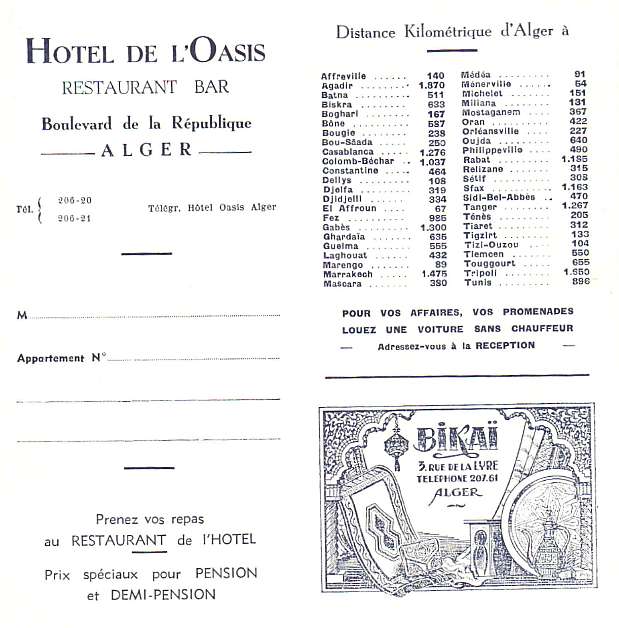 HOTEL DE L'OASIS
RESTAURANT BAR
Boulevard de la République
ALGER
Tél. { 206-20
206-21
Télégr. Hôtel Oasis Alger
M
Appartement N°
Prenez vos repas
au RESTAURANT de l'HOTEL
Prix spéciaux pour PENSION
et DEMI-PENSION
Distance Kilométrique d'Alger à
Affreville ...... 140
Agadir ........ 1.870
Batna ......... 511
Biskra ........ 633
Boghari ....... 167
Bône .......... 537
Bougie ........ 238
Bou-Sâada ..... 250
Casablanca .... 1.276
Colomb-Béchar .. 1.037
Constantine .... 464
Dellys ........ 108
Djelfa ........ 319
Djidjelli ..... 334
El Affroun .... 67
Fez ........... 925
Gabès ......... 1.300
Ghardaïa ...... 635
Guelma ........ 555
Laghouat ...... 432
Marengo ....... 89
Marrakech ..... 1.475
Mascara ....... 380
Médéa ......... 91
Ménerville .... 54
Michelet ...... 151
Miliana ....... 131
Mostaganem .... 367
Oran .......... 422
Orléansville .. 227
Oujda ......... 640
Philippeville .. 490
Rabat ......... 1.185
Relizane ...... 315
Sétif ......... 308
Sfax .......... 1.163
Sidi-Bel-Abbès .. 470
Tanger ........ 1.267
Ténès ......... 205
Tiaret ........ 312
Tigzirt ....... 133
Tizi-Ouzou .... 104
Tlemcen ....... 550
Touggourt ..... 655
Tripoli ....... 1.650
Tunis ......... 896
POUR VOS AFFAIRES, VOS PROMENADES
LOUEZ UNE VOITURE SANS CHAUFFEUR
— Adressez-vous à la RECEPTION —
BIKAÏ
3, RUE DE LA LYRE
TELEPHONE 207.61
ALGER